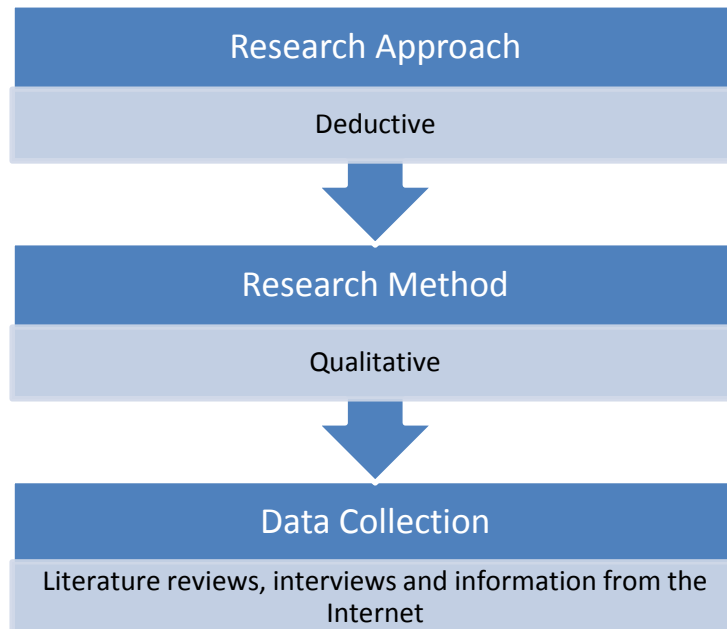 Research Approach
Deductive
Research Method
Qualitative
Data Collection
Literature reviews, interviews and information from the
Internet